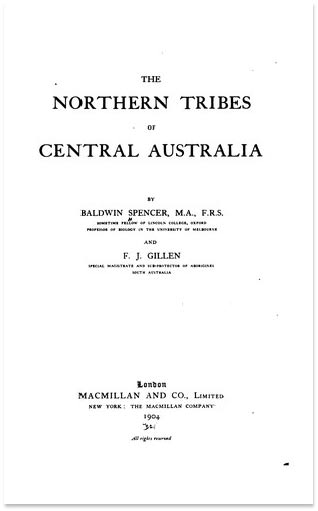 THE
NORTHERN TRIBES
OF
CENTRAL AUSTRALIA
BY
BALDWIN SPENCER, M.A., F.R.S.
SOMETIME FELLOW OF LINCOLN COLLEGE, OXFORD
PROFESSOR OF BIOLOGY IN THE UNIVERSITY OF MELBOURNE
AND
F. J. GILLEN
SPECIAL MAGISTRATE AND SUB-PROTECTOR OF ABORIGINES
SOUTH AUSTRALIA
London
MACMILLAN AND CO., LIMITED
NEW YORK: THE MACMILLAN COMPANY
1904
All rights reserved